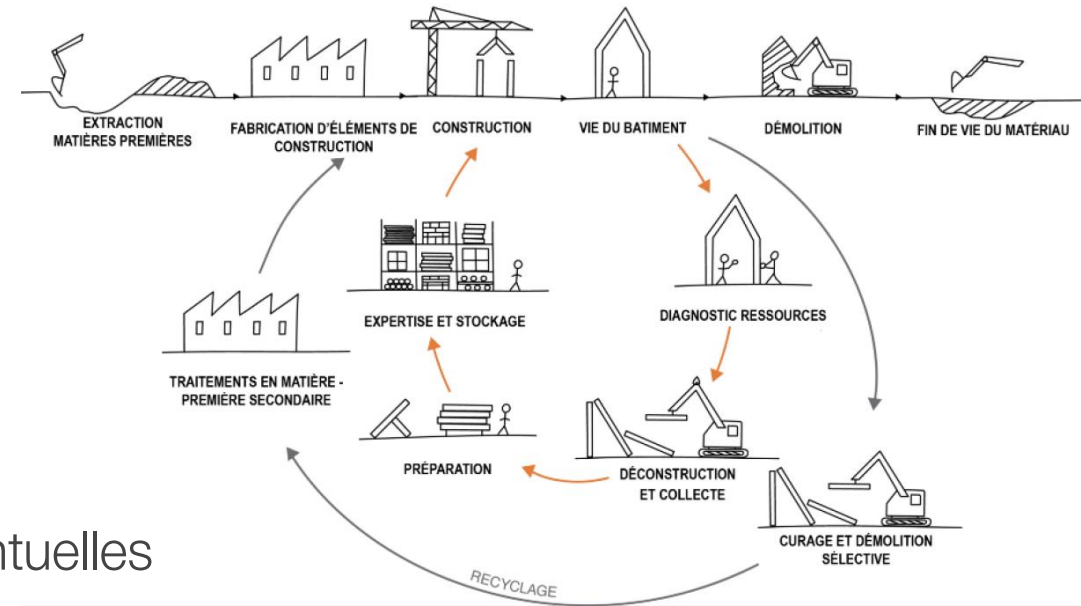 EXTRACTION
MATIÈRES PREMIÈRES
FABRICATION D'ÉLÉMENTS DE
CONSTRUCTION
CONSTRUCTION
VIE DU BATIMENT
DÉMOLITION
FIN DE VIE DU MATÉRIAU
EXPERTISE ET STOCKAGE
DIAGNOSTIC RESSOURCES
TRAITEMENTS EN MATIÈRE -
PREMIÈRE SECONDAIRE
PRÉPARATION
DÉCONSTRUCTION
ET COLLECTE
CURAGE ET DÉMOLITION
SÉLECTIVE
ntuelles
RECYCLAGE